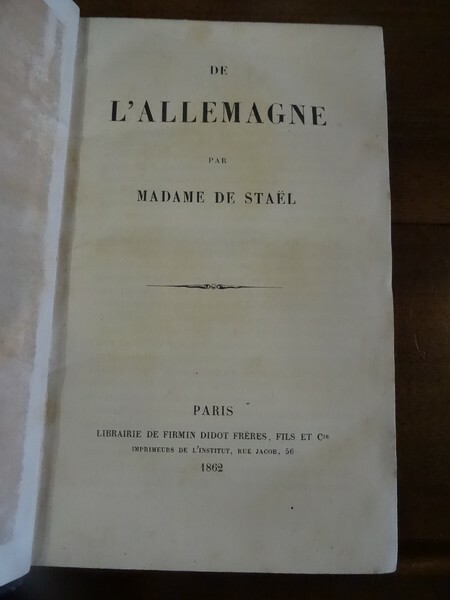 DE
L'ALLEMAGNE
PAR
MADAME DE STAËL
PARIS
LIBRAIRIE DE FIRMIN DIDOT FRÈRES, FILS ET Cie
IMPRIMEURS DE L'INSTITUT, RUE JACOB, 56
1862